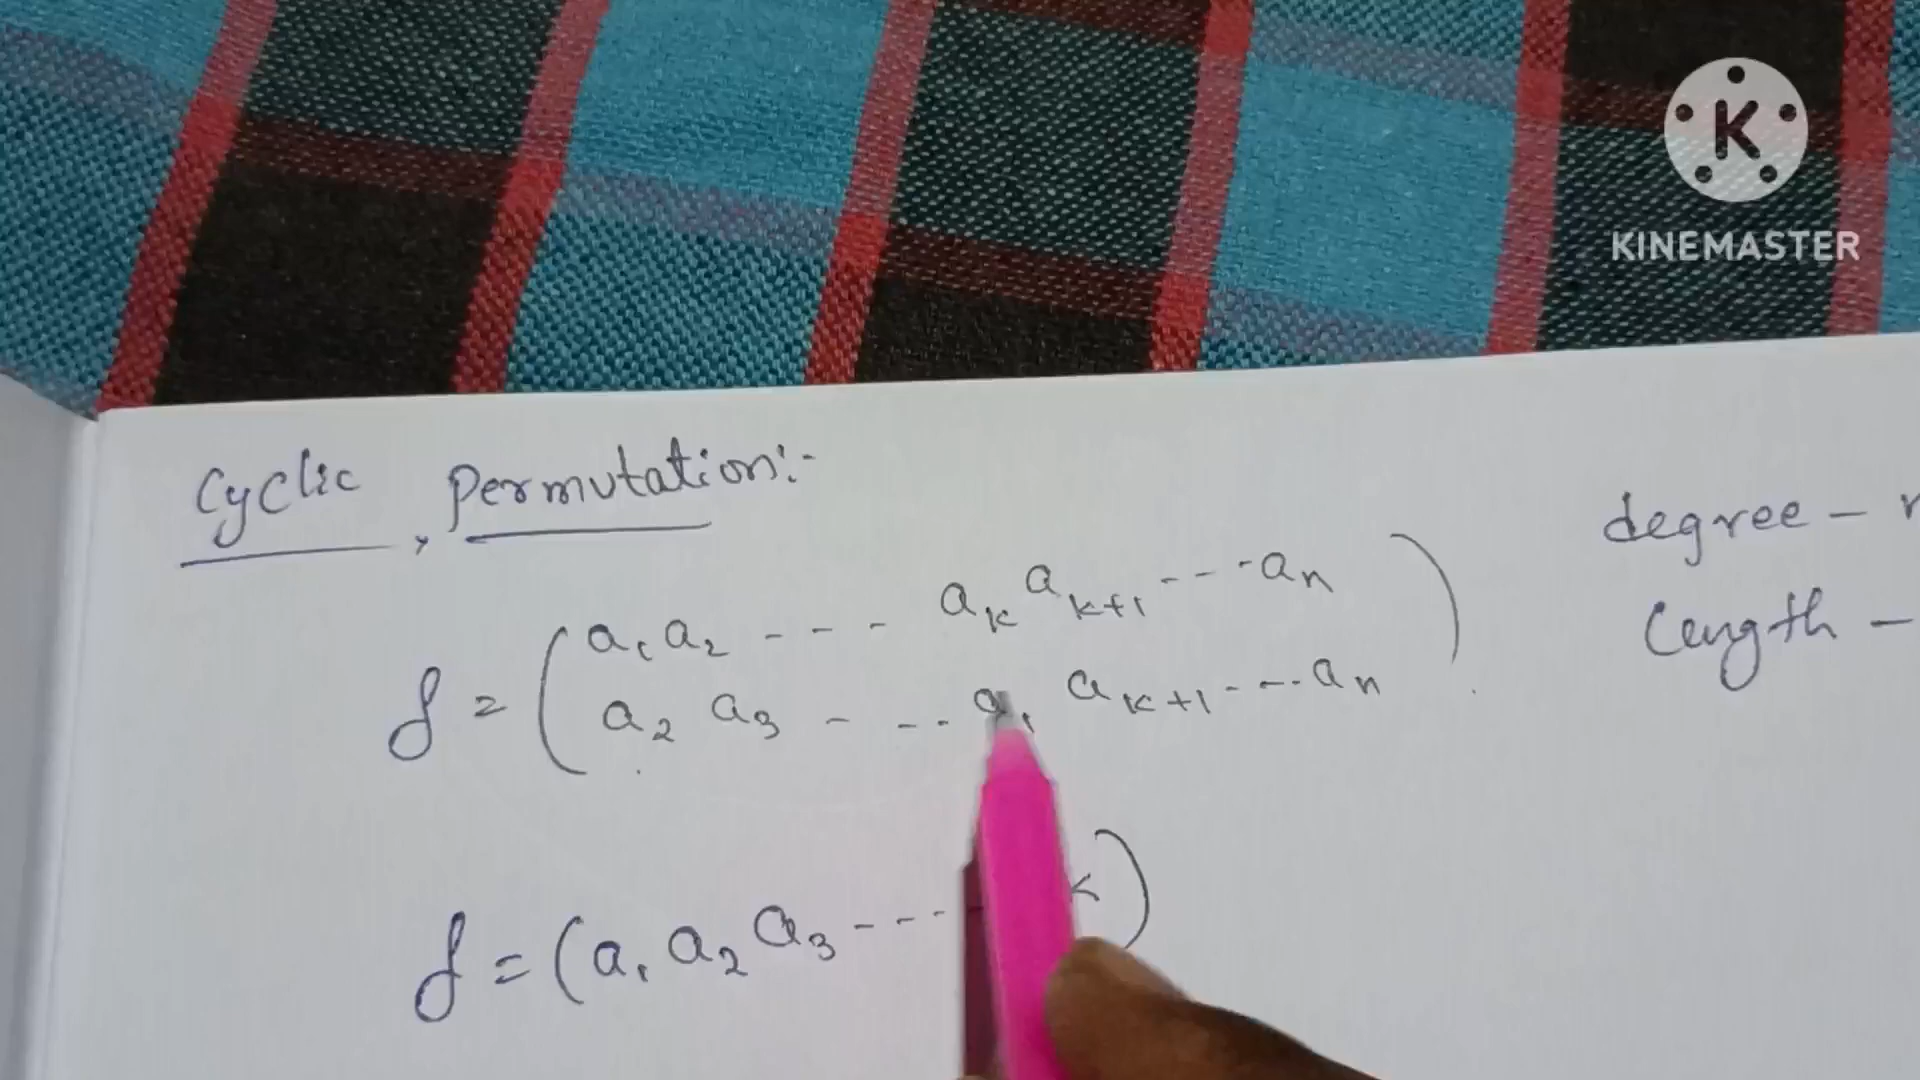 K
KINEMASTER
Cyclic Permutation:-
degree -
f = ( a₁ a₂ - - - - aₖ aₖ₊₁ - - - aₙ )
( a₂ a₃ - - - - a₁ aₖ₊₁ - - - aₙ )
Length -
f = (a₁ a₂ a₃ - - - ₖ)